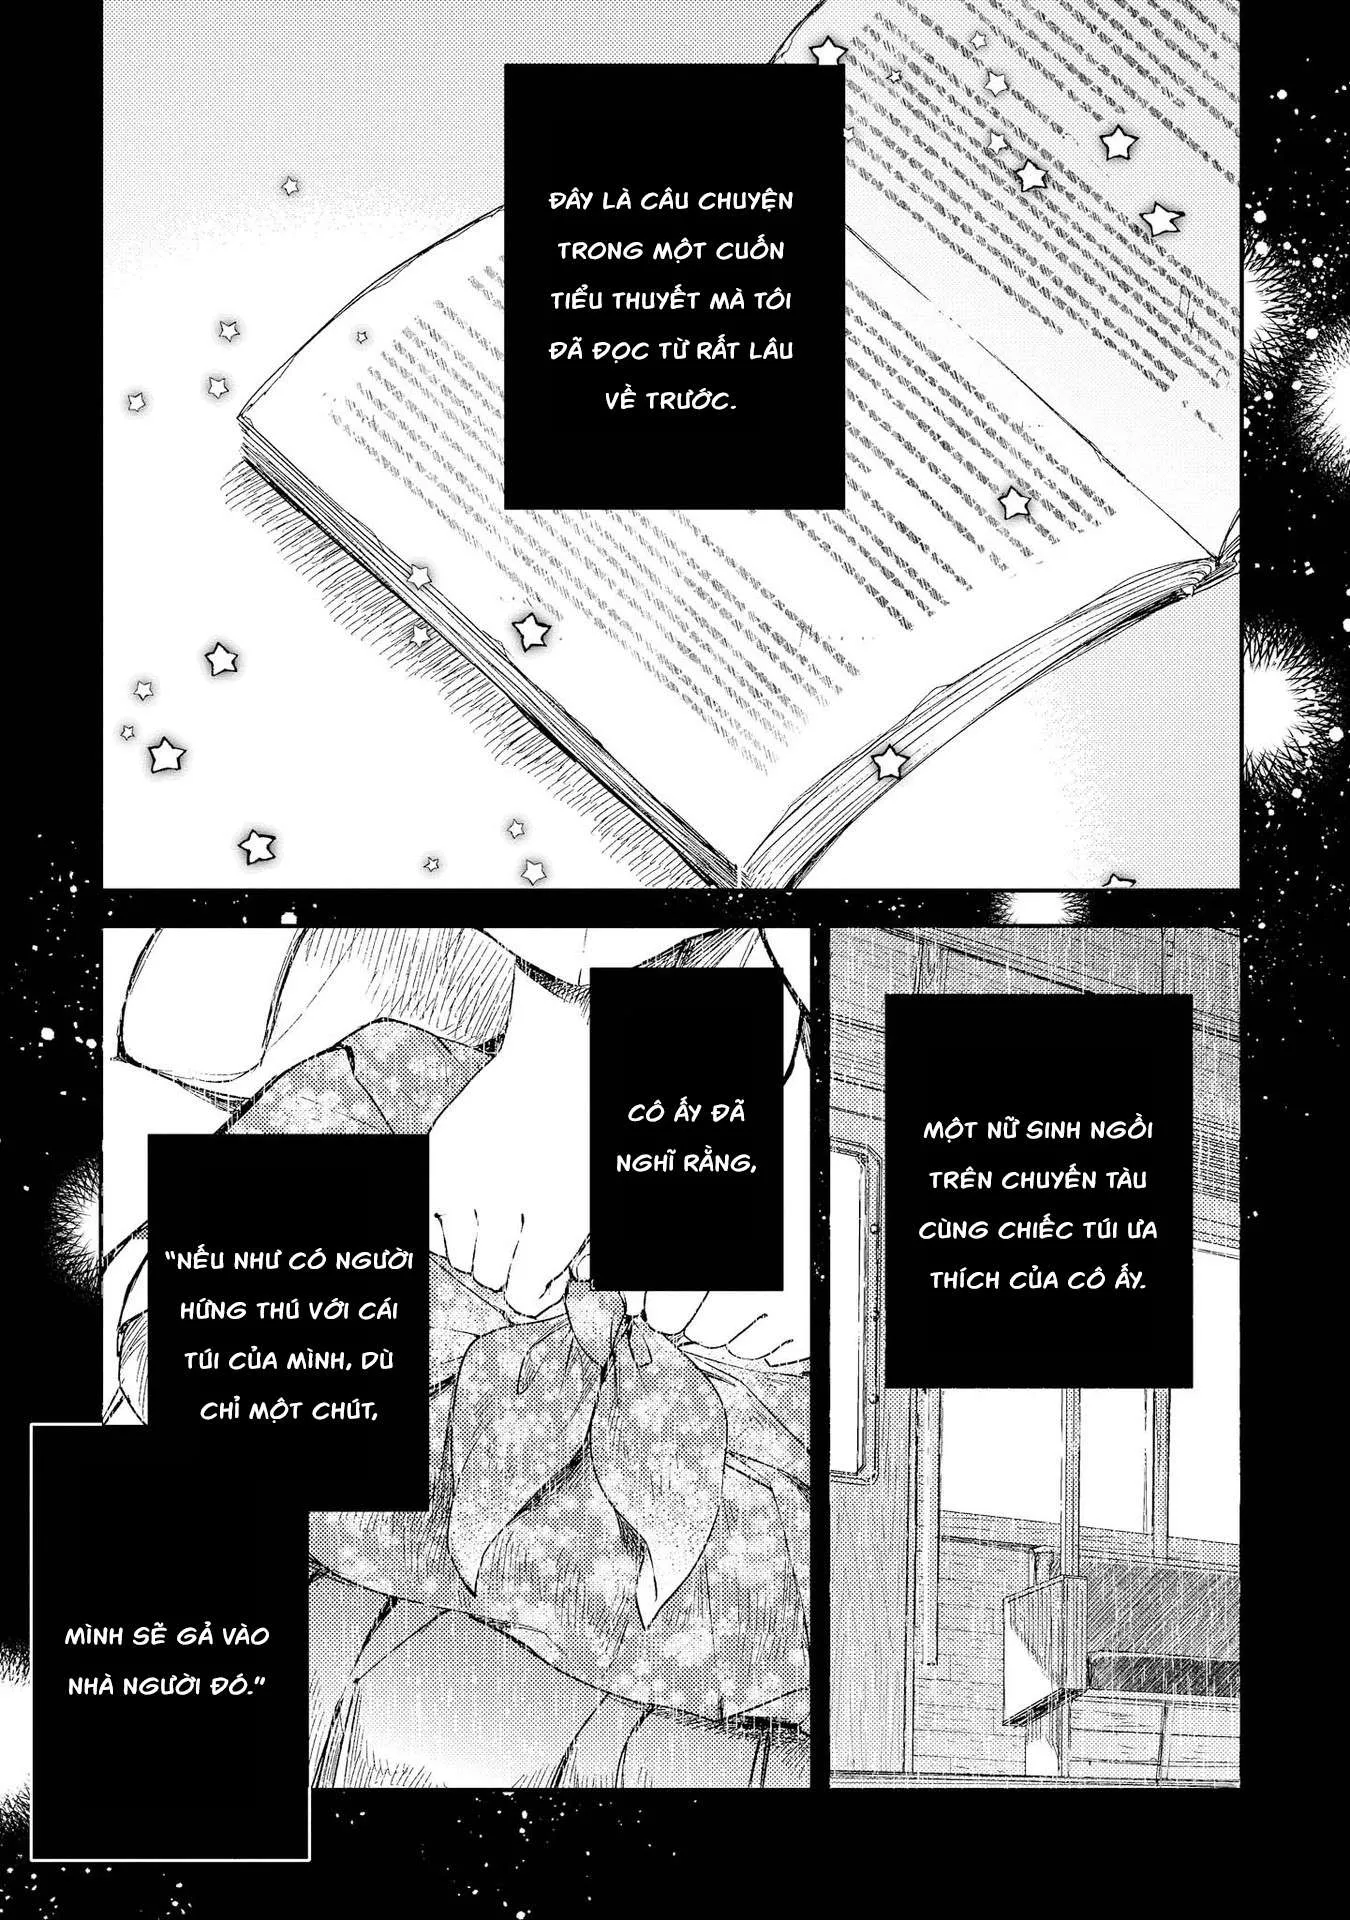 ĐÂY LÀ CÂU CHUYỆN
TRONG MỘT CUỐN
TIỂU THUYẾT MÀ TÔI
ĐÃ ĐỌC TỪ RẤT LÂU
VỀ TRƯỚC.
MỘT NỮ SINH NGỒI
TRÊN CHUYẾN TÀU
CÙNG CHIẾC TÚI ƯA
THÍCH CỦA CÔ ẤY.
CÔ ẤY ĐÃ
NGHĨ RẰNG,
“NẾU NHƯ CÓ NGƯỜI
HỨNG THÚ VỚI CÁI
TÚI CỦA MÌNH, DÙ
CHỈ MỘT CHÚT,
MÌNH SẼ GẢ VÀO
NHÀ NGƯỜI ĐÓ.”